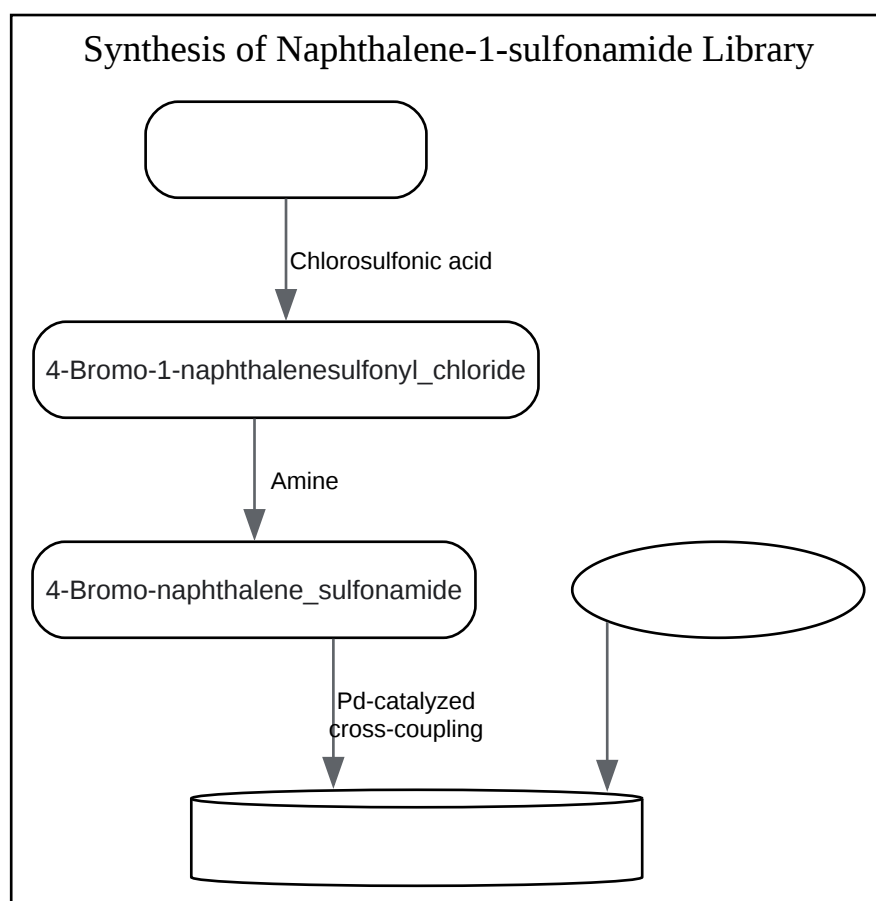 Synthesis of Naphthalene-1-sulfonamide Library
Chlorosulfonic acid
4-Bromo-1-naphthalenesulfonyl_chloride
Amine
4-Bromo-naphthalene_sulfonamide
Pd-catalyzed
cross-coupling